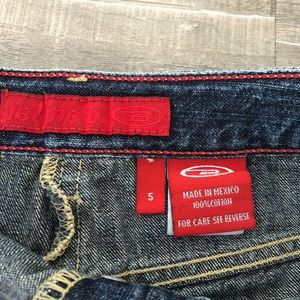 5
MADE IN MEXICO
100%COTTON
FOR CARE SEE REVERSE